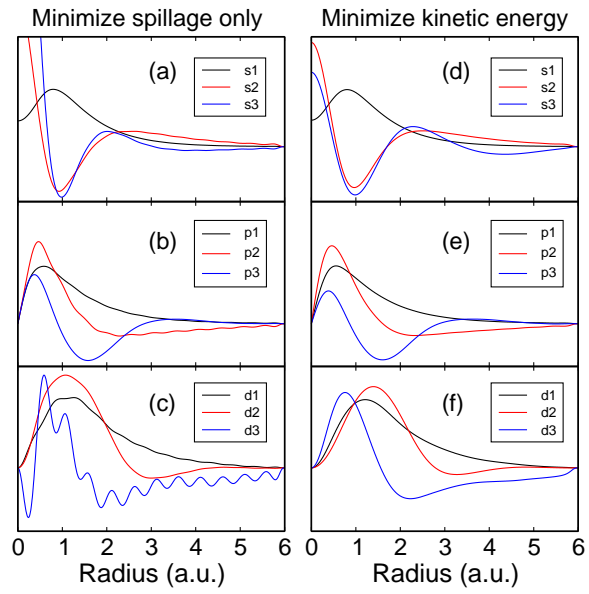 Minimize spillage only
Minimize kinetic energy
(a)
s1
s2
s3
(d)
s1
s2
s3
(b)
p1
p2
p3
(e)
p1
p2
p3
(c)
d1
d2
d3
(f)
d1
d2
d3
0 1 2 3 4 5 6
0 1 2 3 4 5 6
Radius (a.u.)
Radius (a.u.)